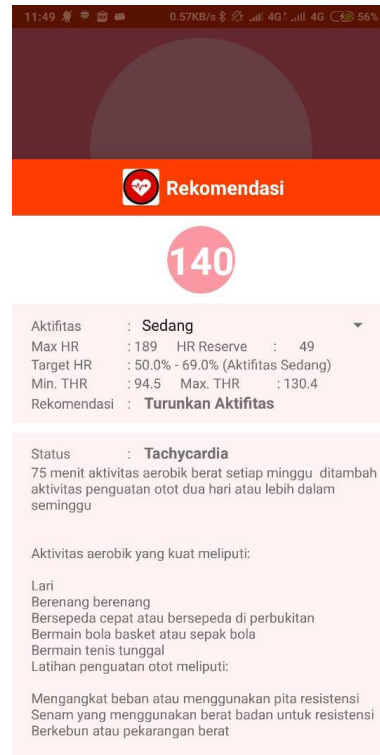 11:49 0.57KB/s 4G+ 4G 56%
Rekomendasi
140
Aktifitas : Sedang
Max HR : 189 HR Reserve : 49
Target HR : 50.0% - 69.0% (Aktifitas Sedang)
Min. THR : 94.5 Max. THR : 130.4
Rekomendasi : Turunkan Aktifitas
Status : Tachycardia
75 menit aktivitas aerobik berat setiap minggu ditambah
aktivitas penguatan otot dua hari atau lebih dalam
seminggu
Aktivitas aerobik yang kuat meliputi:
Lari
Berenang berenang
Bersepeda cepat atau bersepeda di perbukitan
Bermain bola basket atau sepak bola
Bermain tenis tunggal
Latihan penguatan otot meliputi:
Mengangkat beban atau menggunakan pita resistensi
Senam yang menggunakan berat badan untuk resistensi
Berkebun atau pekarangan berat